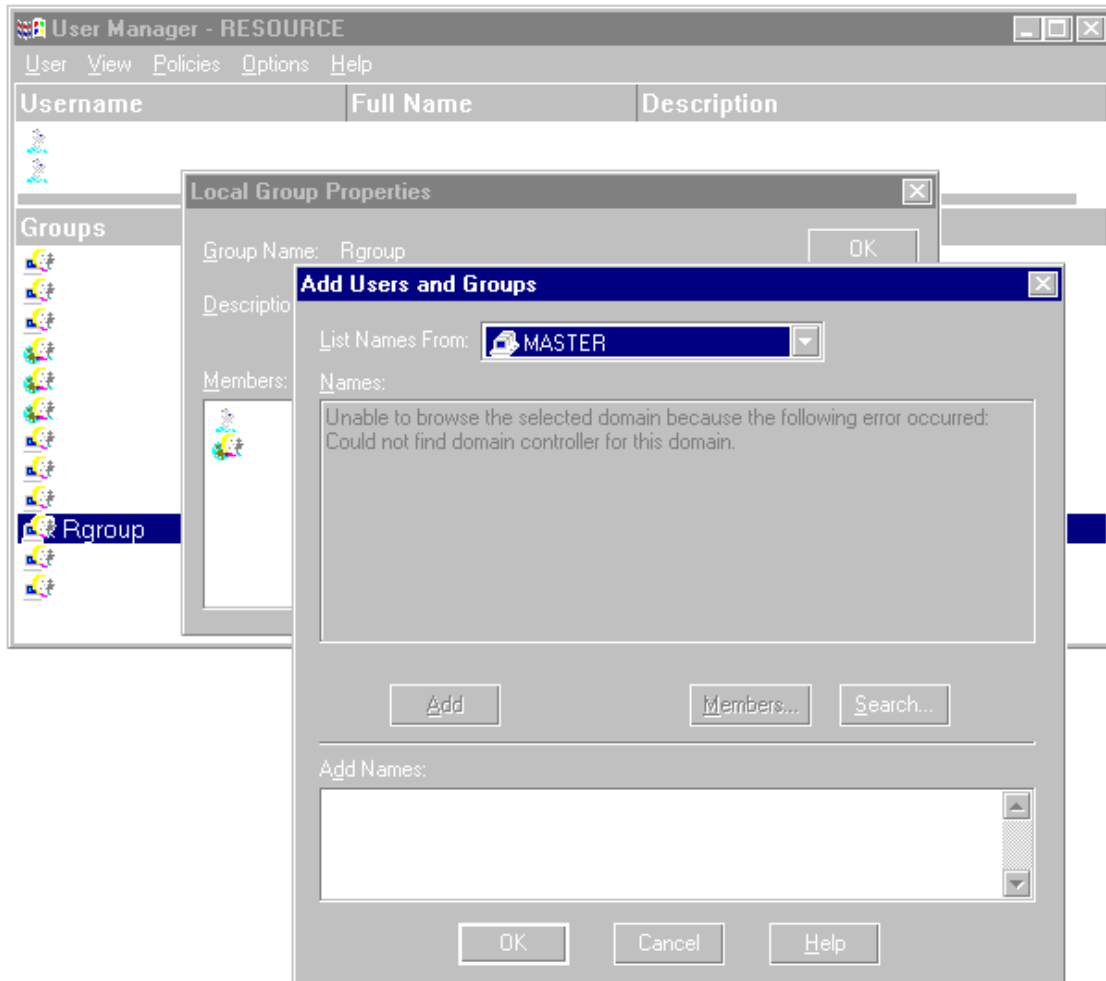 User Manager - RESOURCE
User View Policies Options Help
Username Full Name Description
Local Group Properties
Groups
Group Name: Rgroup OK
Add Users and Groups
Descriptio
List Names From: MASTER
Members: Names:
Unable to browse the selected domain because the following error occurred:
Could not find domain controller for this domain.
Rgroup
Add Members... Search...
Add Names:
OK Cancel Help